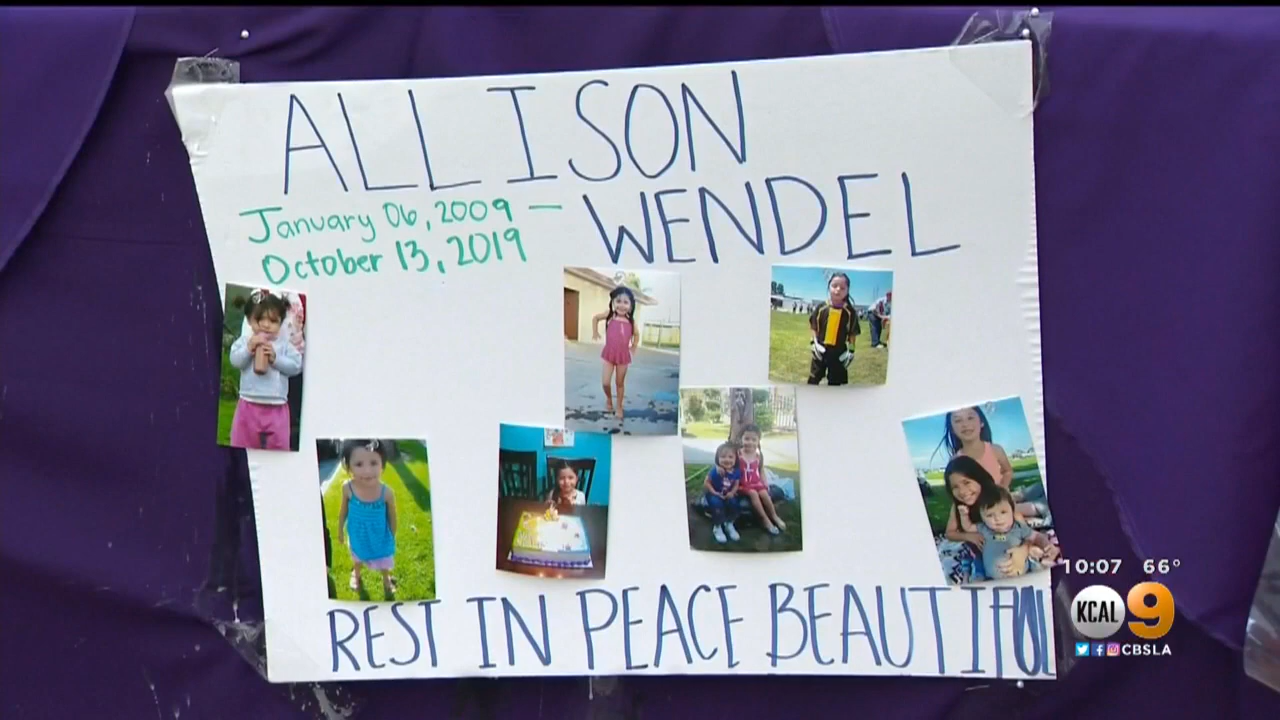 ALLISON
WENDEL
January 06, 2009 –
October 13, 2019
REST IN PEACE BEAUTIFUL
10:07 66°
KCAL 9
CBSLA